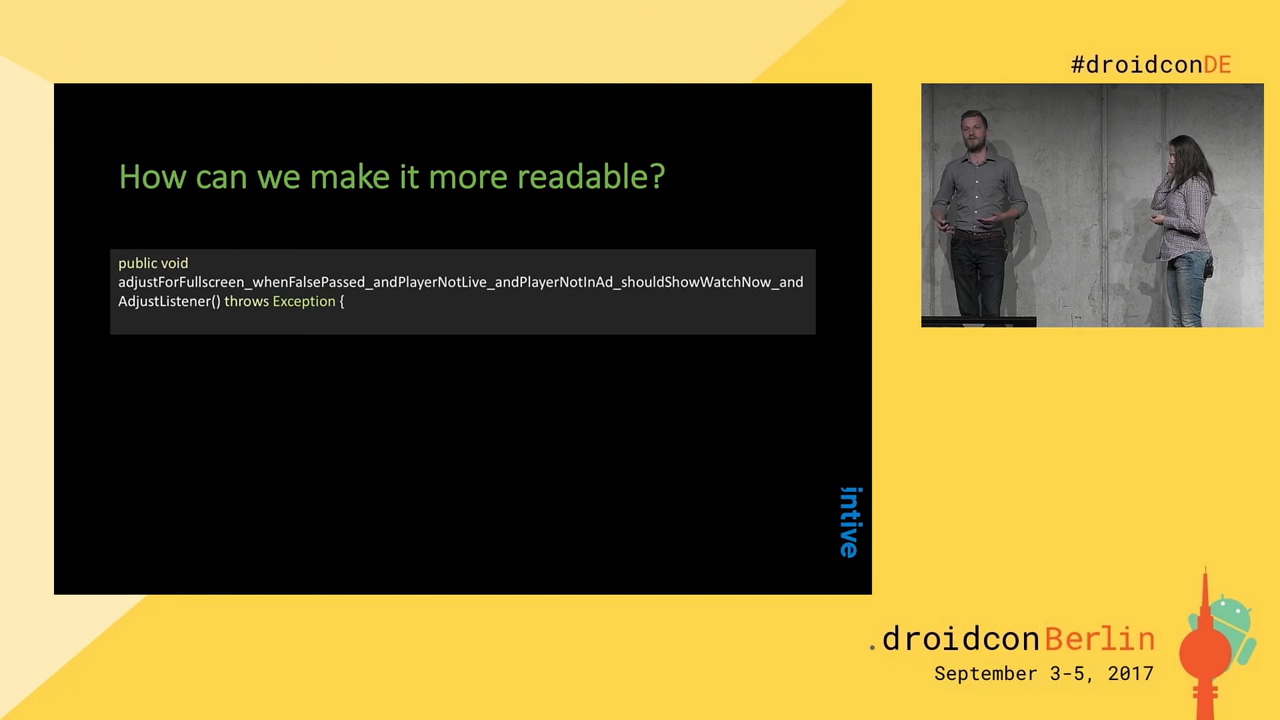 #droidconDE
How can we make it more readable?
public void
adjustForFullscreen_whenFalsePassed_andPlayerNotLive_andPlayerNotInAd_shouldShowWatchNow_and
AdjustListener() throws Exception {
intive
.droidconBerlin
September 3-5, 2017